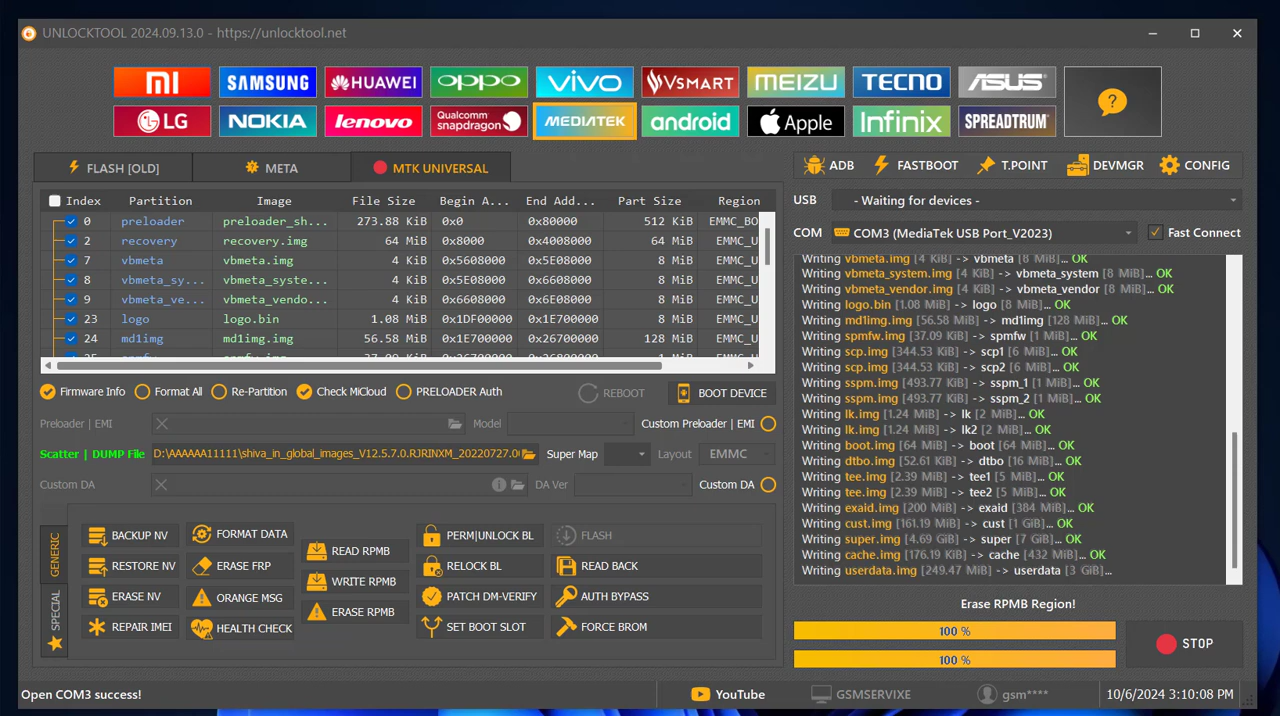 UNLOCKTOOL 2024.09.13.0 - https://unlocktool.net
SAMSUNG HUAWEI oppo vivo VSMART MEIZU TECNO ASUS ?
LG NOKIA lenovo Qualcomm snapdragon MEDIATEK android Apple Infinix SPREADTRUM
FLASH [OLD] META MTK UNIVERSAL
ADB FASTBOOT T.POINT DEVMGR CONFIG
USB - Waiting for devices -
COM COM3 (MediaTek USB Port_V2023) Fast Connect
Index Partition Image File Size Begin A... End Addr... Part Size Region
0 preloader preloader_sh... 273.88 KiB 0x0 0x80000 512 KiB EMMC_BO
2 recovery recovery.img 64 MiB 0x8000 0x4008000 64 MiB EMMC_U
7 vbmeta vbmeta.img 4 KiB 0x5608000 0x5E08000 8 MiB EMMC_U
8 vbmeta_sy... vbmeta_syste... 4 KiB 0x5E08000 0x6608000 8 MiB EMMC_U
9 vbmeta_ve... vbmeta_vendo... 4 KiB 0x6608000 0x6E08000 8 MiB EMMC_U
23 logo logo.bin 1.08 MiB 0x1DF00000 0x1E700000 8 MiB EMMC_U
24 md1img md1img.img 56.58 MiB 0x1E700000 0x26700000 128 MiB EMMC_U
Firmware Info Format All Re-Partition Check MiCloud PRELOADER Auth REBOOT BOOT DEVICE
Preloader | EMI Model Custom Preloader | EMI
Scatter | DUMP File D:\AAAAAA11111\shiva_in_global_images_V12.5.7.0.RJRINXM_20220727.0 Super Map Layout EMMC
Custom DA DA Ver Custom DA
GENERIC
SPECIAL
BACKUP NV FORMAT DATA READ RPMB PERM|UNLOCK BL FLASH
RESTORE NV ERASE FRP WRITE RPMB RELOCK BL READ BACK
ERASE NV ORANGE MSG ERASE RPMB PATCH DM-VERIFY AUTH BYPASS
REPAIR IMEI HEALTH CHECK SET BOOT SLOT FORCE BROM
Writing vbmeta.img [4 KiB] -> vbmeta [8 MiB]... OK
Writing vbmeta_system.img [4 KiB] -> vbmeta_system [8 MiB]... OK
Writing vbmeta_vendor.img [4 KiB] -> vbmeta_vendor [8 MiB]... OK
Writing logo.bin [1.08 MiB] -> logo [8 MiB]... OK
Writing md1img.img [56.58 MiB] -> md1img [128 MiB]... OK
Writing spmfw.img [37.09 KiB] -> spmfw [1 MiB]... OK
Writing scp.img [344.53 KiB] -> scp1 [6 MiB]... OK
Writing scp.img [344.53 KiB] -> scp2 [6 MiB]... OK
Writing sspm.img [493.77 KiB] -> sspm_1 [1 MiB]... OK
Writing sspm.img [493.77 KiB] -> sspm_2 [1 MiB]... OK
Writing lk.img [1.24 MiB] -> lk [2 MiB]... OK
Writing lk.img [1.24 MiB] -> lk2 [2 MiB]... OK
Writing boot.img [64 MiB] -> boot [64 MiB]... OK
Writing dtbo.img [52.61 KiB] -> dtbo [16 MiB]... OK
Writing tee.img [2.39 MiB] -> tee1 [5 MiB]... OK
Writing tee.img [2.39 MiB] -> tee2 [5 MiB]... OK
Writing exaid.img [200 MiB] -> exaid [384 MiB]... OK
Writing cust.img [161.19 MiB] -> cust [1 GiB]... OK
Writing super.img [4.69 GiB] -> super [7 GiB]... OK
Writing cache.img [176.19 KiB] -> cache [432 MiB]... OK
Writing userdata.img [249.47 MiB] -> userdata [3 GiB]...
Erase RPMB Region!
100 %
100 %
STOP
Open COM3 success! YouTube GSMSERVIXE gsm**** 10/6/2024 3:10:08 PM